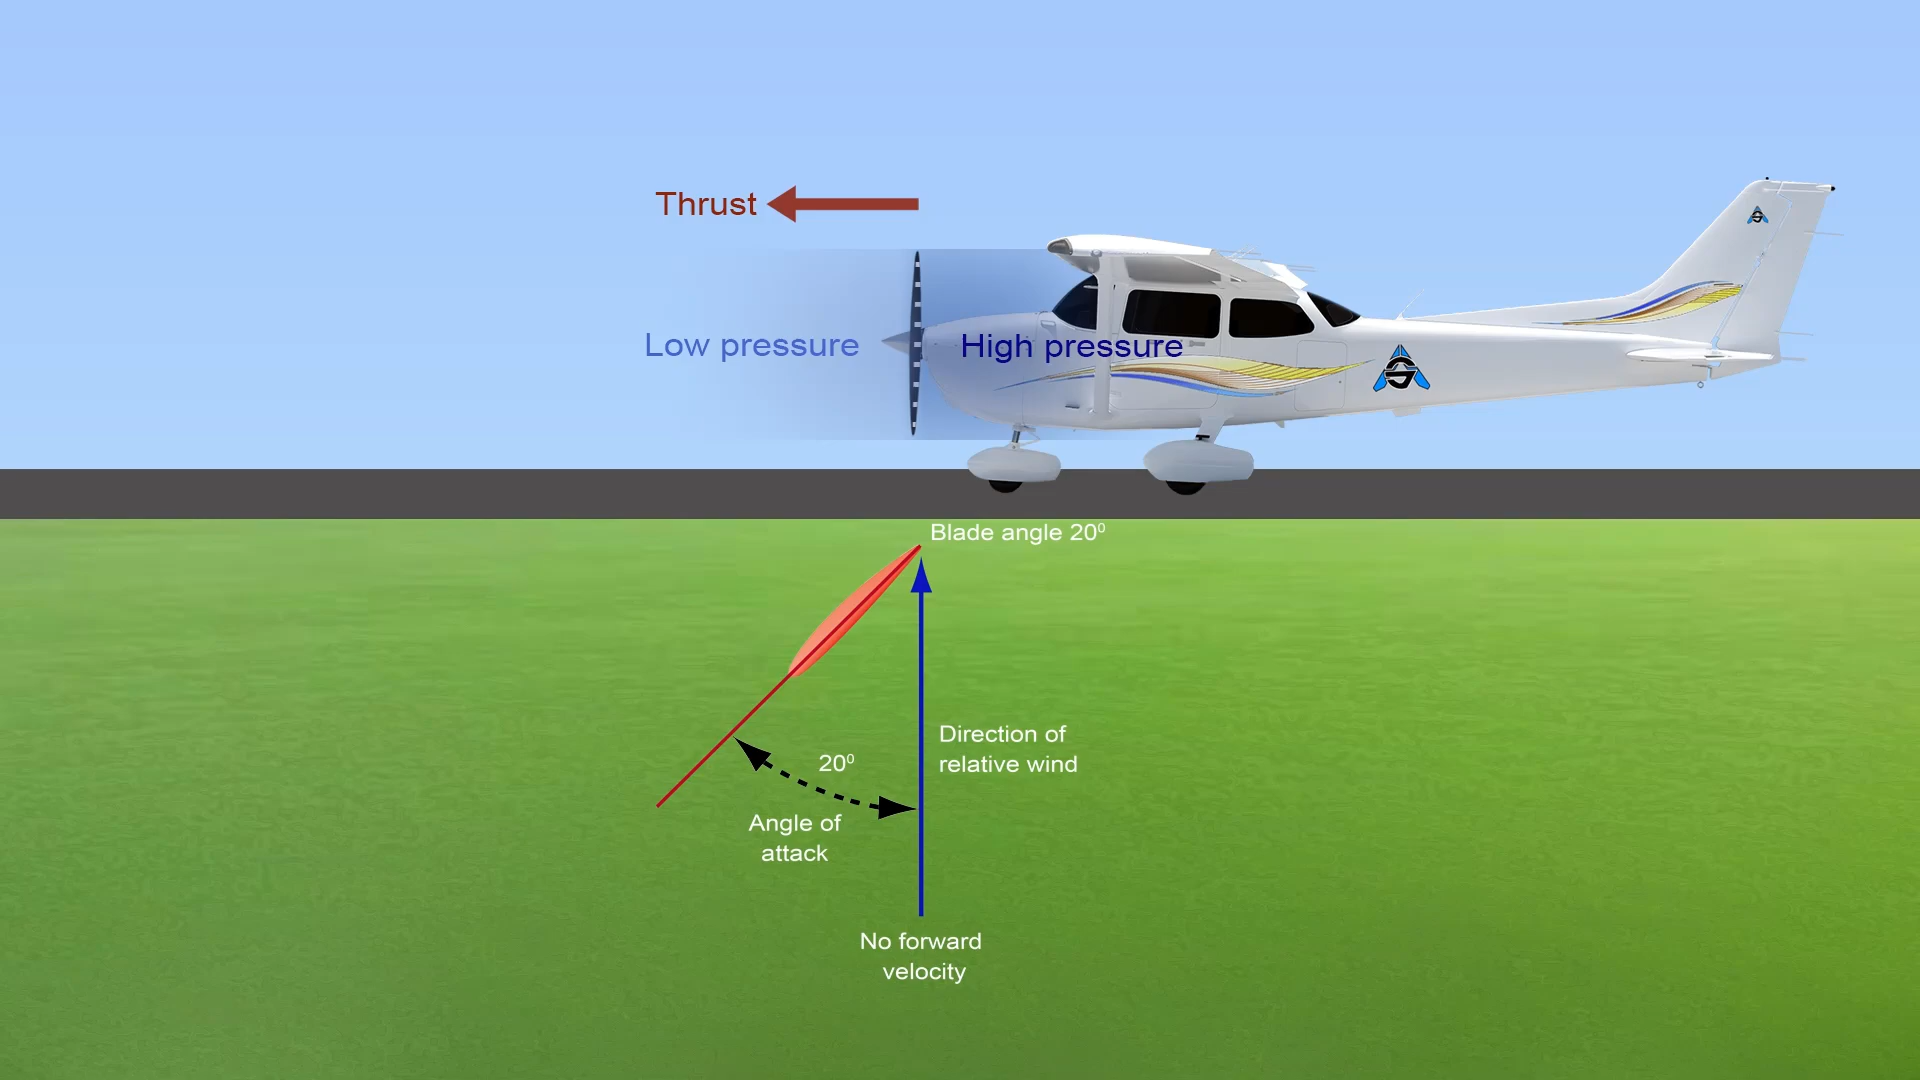 Thrust
Low pressure
High pressure
Blade angle 20⁰
Direction of
relative wind
20⁰
Angle of
attack
No forward
velocity